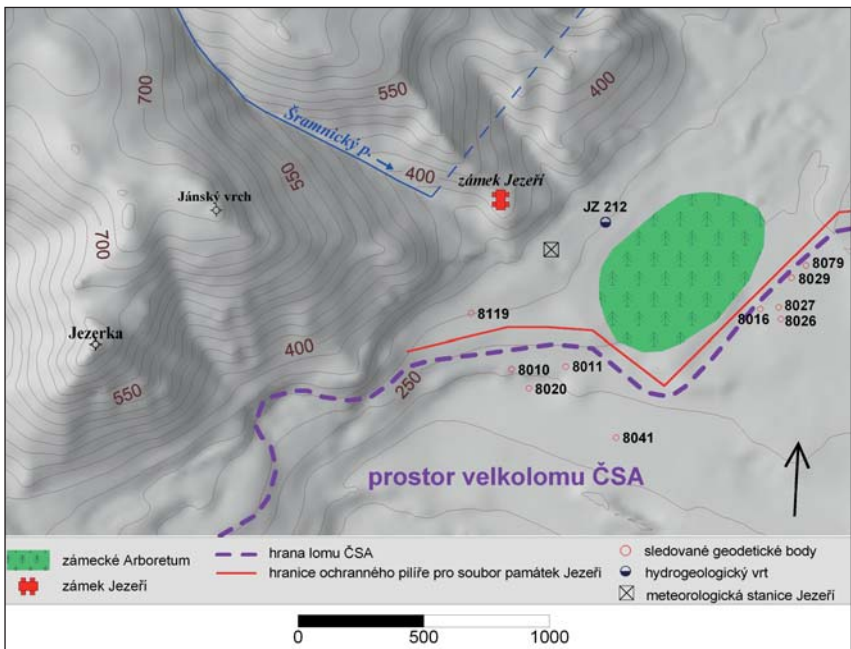 700
550
400
Šramnický p.
550
400
zámek Jezeří
Jánský vrch
JZ 212
700
8079
8029
8119
8027
8016
8026
Jezerka
400
8010
8011
250
8020
550
8041
prostor velkolomu ČSA
zámecké Arboretum
zámek Jezeří
hrana lomu ČSA
hranice ochranného pilíře pro soubor památek Jezeří
sledované geodetické body
hydrogeologický vrt
meteorologická stanice Jezeří
0 500 1000